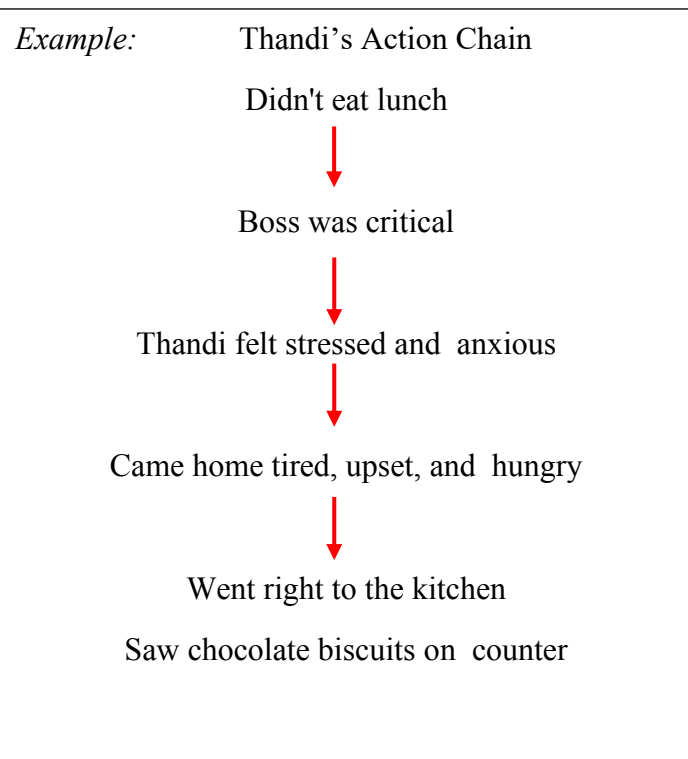 Example: Thandi’s Action Chain
Didn't eat lunch
Boss was critical
Thandi felt stressed and anxious
Came home tired, upset, and hungry
Went right to the kitchen
Saw chocolate biscuits on counter